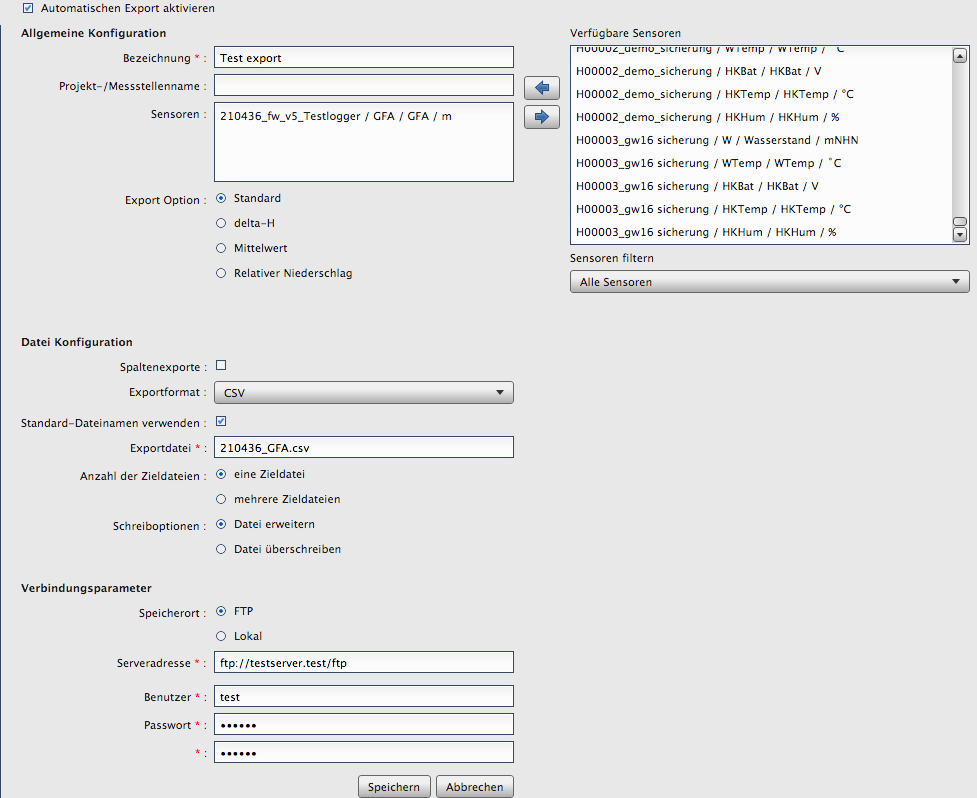 Automatischen Export aktivieren
Allgemeine Konfiguration
Bezeichnung * : Test export
Projekt-/Messstellenname :
Sensoren : 210436_fw_v5_Testlogger / GFA / GFA / m
Export Option : Standard
delta-H
Mittelwert
Relativer Niederschlag
Verfügbare Sensoren
H00002_demo_sicherung / WTemp / WTemp / °C
H00002_demo_sicherung / HKBat / HKBat / V
H00002_demo_sicherung / HKTemp / HKTemp / °C
H00002_demo_sicherung / HKHum / HKHum / %
H00003_gw16 sicherung / W / Wasserstand / mNHN
H00003_gw16 sicherung / WTemp / WTemp / °C
H00003_gw16 sicherung / HKBat / HKBat / V
H00003_gw16 sicherung / HKTemp / HKTemp / °C
H00003_gw16 sicherung / HKHum / HKHum / %
Sensoren filtern
Alle Sensoren
Datei Konfiguration
Spaltenexporte :
Exportformat : CSV
Standard-Dateinamen verwenden :
Exportdatei * : 210436_GFA.csv
Anzahl der Zieldateien : eine Zieldatei
mehrere Zieldateien
Schreiboptionen : Datei erweitern
Datei überschreiben
Verbindungsparameter
Speicherort : FTP
Lokal
Serveradresse * : ftp://testserver.test/ftp
Benutzer * : test
Passwort * : ••••••
* : ••••••
Speichern Abbrechen